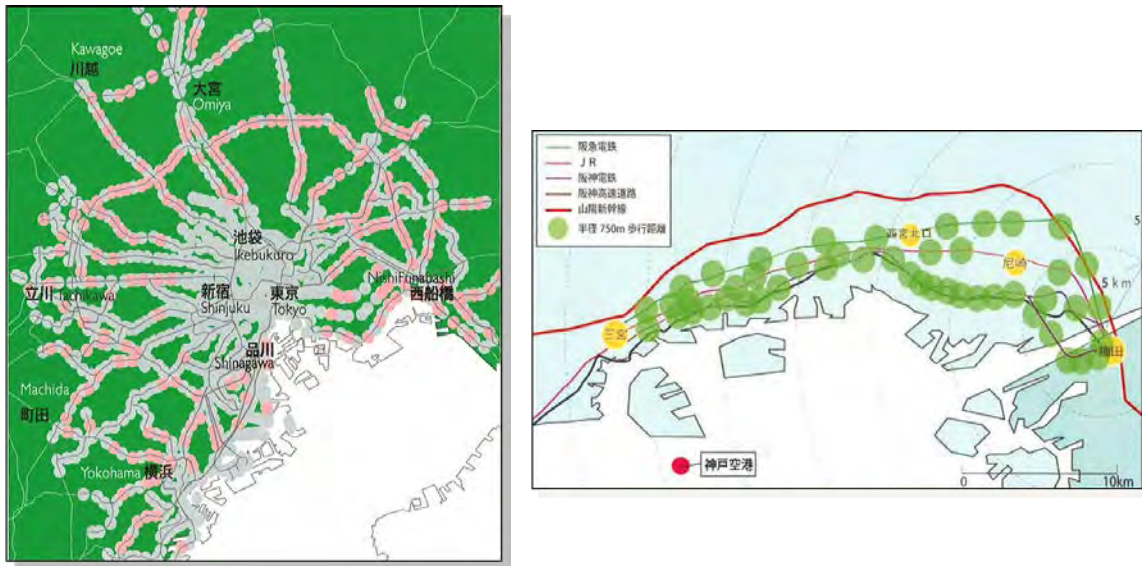 Kawagoe
川越
大宮
Omiya
池袋
Ikebukuro
立川 Tachikawa
新宿
Shinjuku
東京
Tokyo
NishiFunabashi
西船橋
品川
Shinagawa
Machida
町田
Yokohama 横浜
阪急電鉄
JR
阪神電鉄
阪神高速道路
山陽新幹線
半径 750m 歩行距離
西宮北口
尼崎
三宮
梅田
5
5 km
神戸空港
0
10km